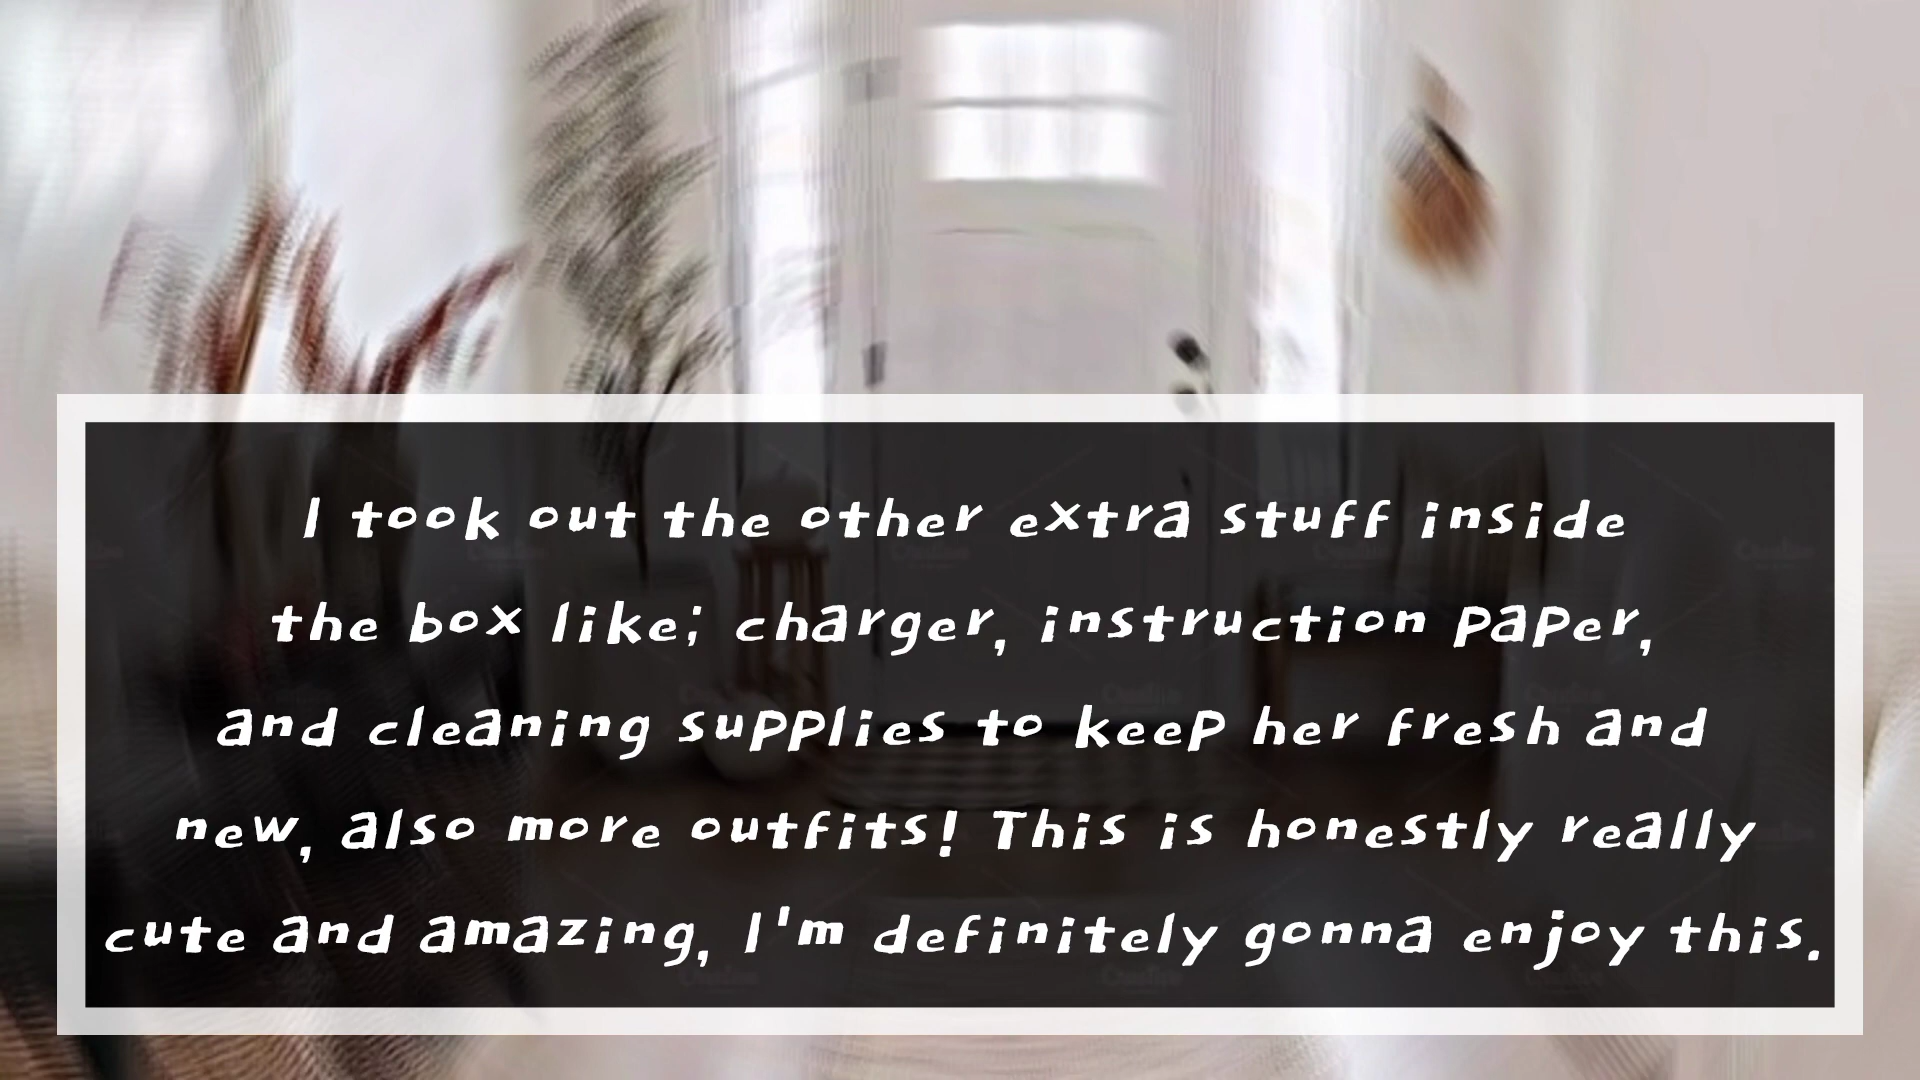 I took out the other extra stuff inside
the box like; charger, instruction paper,
and cleaning supplies to keep her fresh and
new, also more outfits! This is honestly really
cute and amazing, I'm definitely gonna enjoy this.